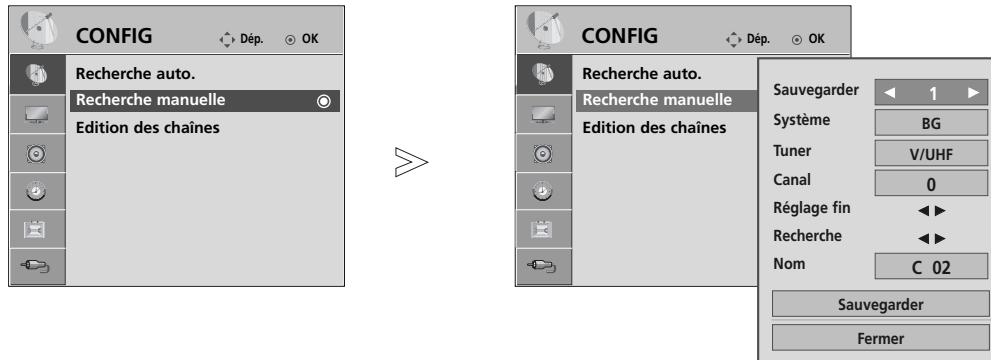 CONFIG Dép. OK
Recherche auto.
Recherche manuelle
Edition des chaînes
CONFIG Dép. OK
Recherche auto.
Recherche manuelle
Edition des chaînes
Sauvegarder ◄ 1 ►
Système BG
Tuner V/UHF
Canal 0
Réglage fin ◄ ►
Recherche ◄ ►
Nom C 02
Sauvegarder
Fermer